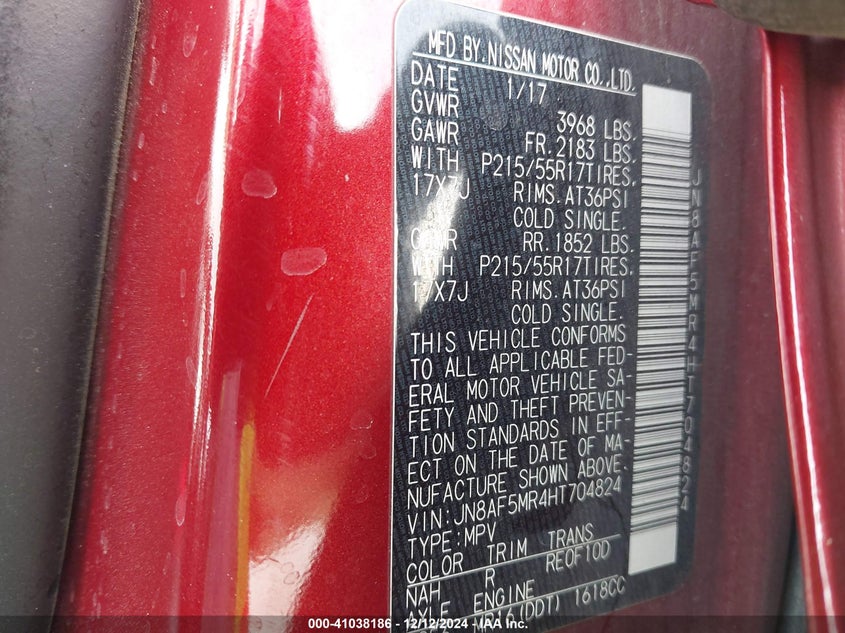 MFD BY.NISSAN MOTOR CO.,LTD.
DATE 1/17
GVWR 3968 LBS.
GAWR FR.2183 LBS.
WITH P215/55R17TIRES.
17X7J RIMS.AT36PSI
COLD SINGLE.
GAWR RR.1852 LBS.
WITH P215/55R17TIRES.
17X7J RIMS.AT36PSI
COLD SINGLE.
THIS VEHICLE CONFORMS
TO ALL APPLICABLE FED-
ERAL MOTOR VEHICLE SA-
FETY AND THEFT PREVEN-
TION STANDARDS IN EFF-
ECT ON THE DATE OF MA-
NUFACTURE SHOWN ABOVE.
VIN:JN8AF5MR4HT704824
TYPE:MPV
COLOR TRIM TRANS
NAH R RE0F10D
AXLE ENGINE
(DDT) 1618CC
JN8AF5MR4HT704824
000-41038186 - 12/12/2024 - IAA Inc.